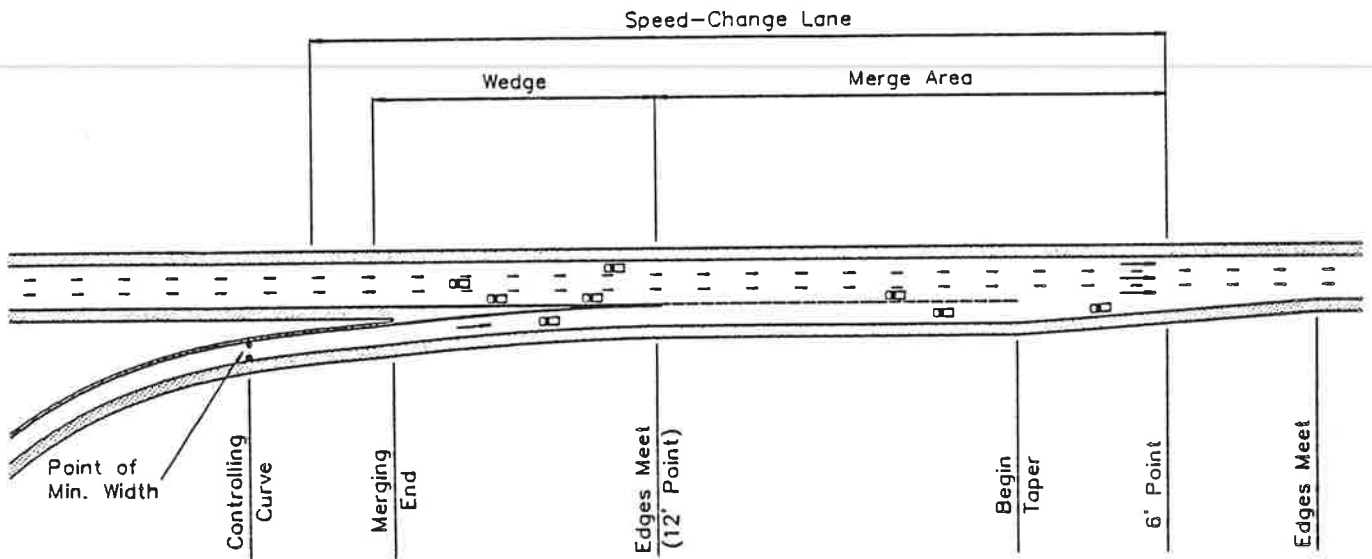 Speed-Change Lane
Wedge
Merge Area
Point of
Min. Width
Controlling
Curve
Merging
End
Edges Meet
(12' Point)
Begin
Taper
6' Point
Edges Meet